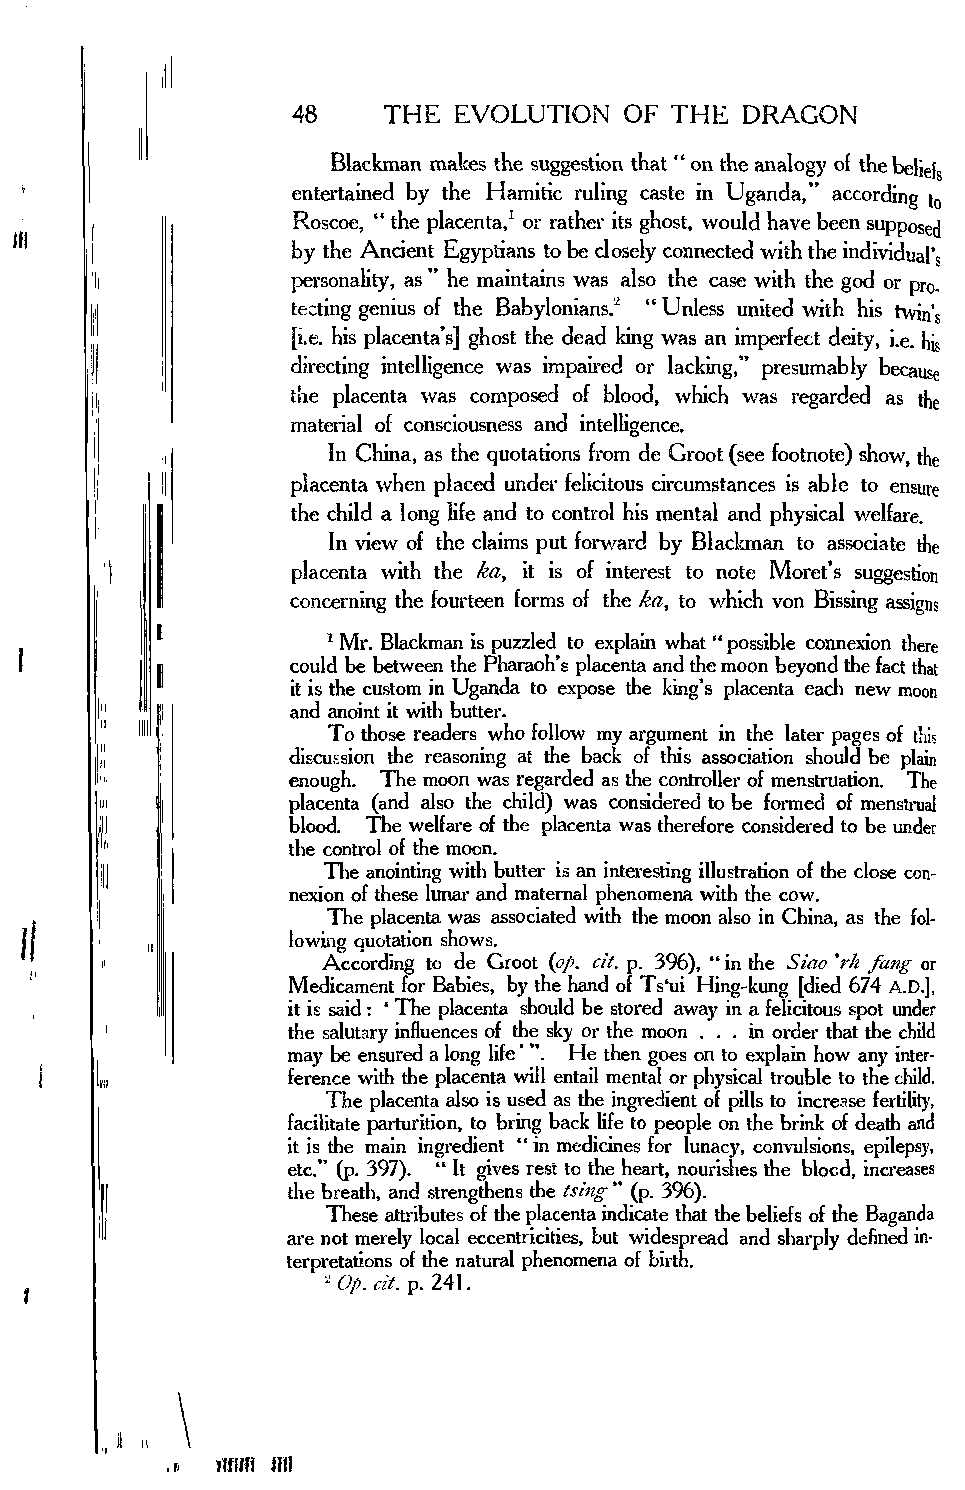 48 THE EVOLUTION OF THE DRAGON
Blackman makes the suggestion that “ on the analogy of the beliefs
entertained by the Hamitic ruling caste in Uganda,” according to
Roscoe, “ the placenta,¹ or rather its ghost, would have been supposed
by the Ancient Egyptians to be closely connected with the individual's
personality, as ” he maintains was also the case with the god or pro-
tecting genius of the Babylonians.² “ Unless united with his twin's
[i.e. his placenta's] ghost the dead king was an imperfect deity, i.e. his
directing intelligence was impaired or lacking,” presumably because
the placenta was composed of blood, which was regarded as the
material of consciousness and intelligence.
In China, as the quotations from de Groot (see footnote) show, the
placenta when placed under felicitous circumstances is able to ensure
the child a long life and to control his mental and physical welfare.
In view of the claims put forward by Blackman to associate the
placenta with the ka, it is of interest to note Moret's suggestion
concerning the fourteen forms of the ka, to which von Bissing assigns
¹ Mr. Blackman is puzzled to explain what “ possible connexion there
could be between the Pharaoh's placenta and the moon beyond the fact that
it is the custom in Uganda to expose the king's placenta each new moon
and anoint it with butter.
To those readers who follow my argument in the later pages of this
discussion the reasoning at the back of this association should be plain
enough. The moon was regarded as the controller of menstruation. The
placenta (and also the child) was considered to be formed of menstrual
blood. The welfare of the placenta was therefore considered to be under
the control of the moon.
The anointing with butter is an interesting illustration of the close con-
nexion of these lunar and maternal phenomena with the cow.
The placenta was associated with the moon also in China, as the fol-
lowing quotation shows.
According to de Groot (op. cit. p. 396), “ in the Siao 'rh fang or
Medicament for Babies, by the hand of Ts‘ui Hing-kung [died 674 A.D.],
it is said : ‘ The placenta should be stored away in a felicitous spot under
the salutary influences of the sky or the moon . . . in order that the child
may be ensured a long life ’ ”. He then goes on to explain how any inter-
ference with the placenta will entail mental or physical trouble to the child.
The placenta also is used as the ingredient of pills to increase fertility,
facilitate parturition, to bring back life to people on the brink of death and
it is the main ingredient “ in medicines for lunacy, convulsions, epilepsy,
etc.” (p. 397). “ It gives rest to the heart, nourishes the blood, increases
the breath, and strengthens the tsing ” (p. 396).
These attributes of the placenta indicate that the beliefs of the Baganda
are not merely local eccentricities, but widespread and sharply defined in-
terpretations of the natural phenomena of birth.
² Op. cit. p. 241.